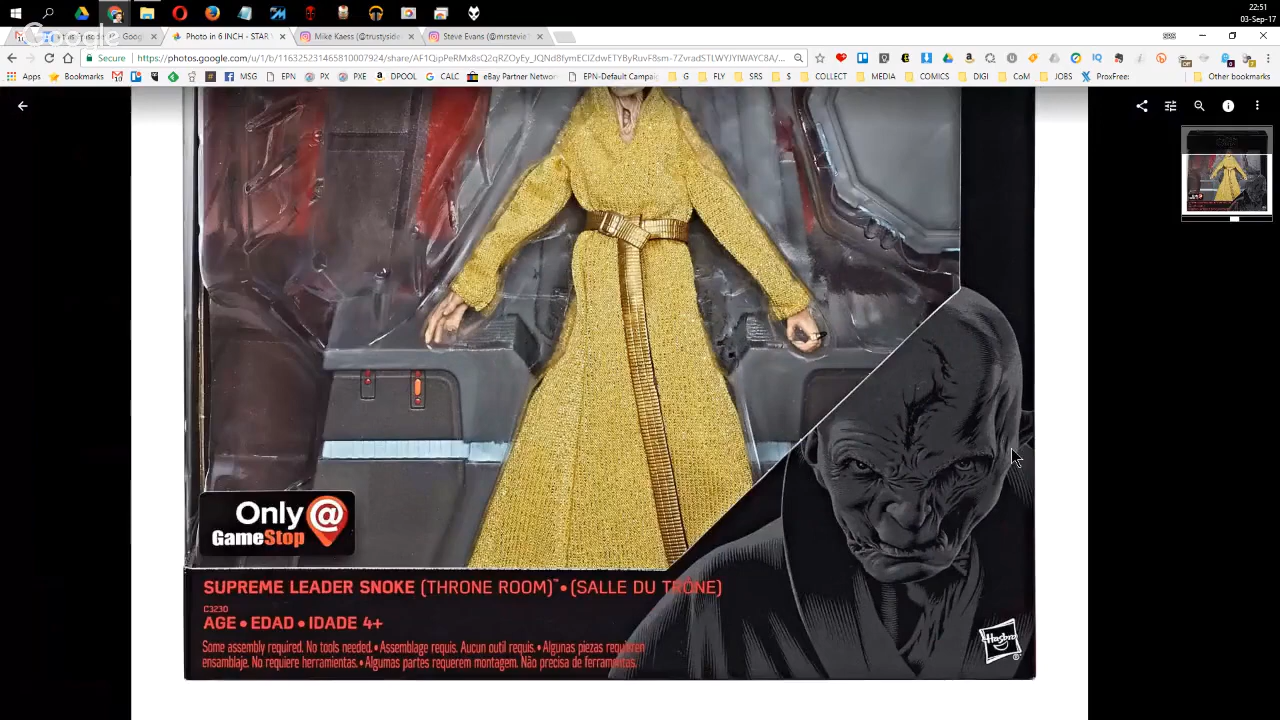 22:51
03-Sep-17
Google
Photo in 6 INCH - STAR
Mike Kaess (@trustyside
Steve Evans (@mrstevie
Secure
https://photos.google.com/u/1/b/116325231465810007924/share/
Apps
Bookmarks
MSG
EPN
PX
PXE
DPOOL
CALC
eBay Partner Network
EPN-Default Campai
G
FLY
SRS
S
COLLECT
MEDIA
COMICS
DIGI
CoM
JOBS
ProxFree:
Other bookmarks
Only @
GameStop
SUPREME LEADER SNOKE (THRONE ROOM)™ • (SALLE DU TRÔNE)
C3230
AGE • EDAD • IDADE 4+
Some assembly required. No tools needed. • Assemblage requis. Aucun outil requis. • Algunas piezas requieren
ensamblaje. No requiere herramientas. • Algumas partes requerem montagem. Não precisa de ferramentas.
Hasbro